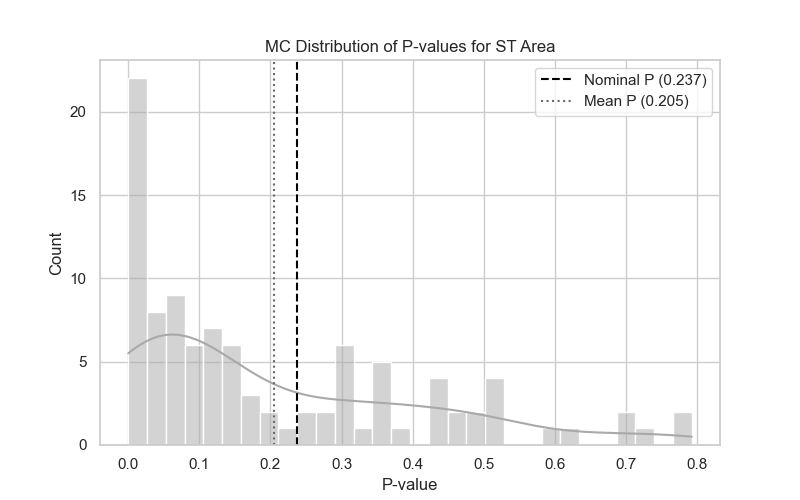 MC Distribution of P-values for ST Area
Nominal P (0.237)
Mean P (0.205)
Count
20
15
10
5
0
0.0 0.1 0.2 0.3 0.4 0.5 0.6 0.7 0.8
P-value